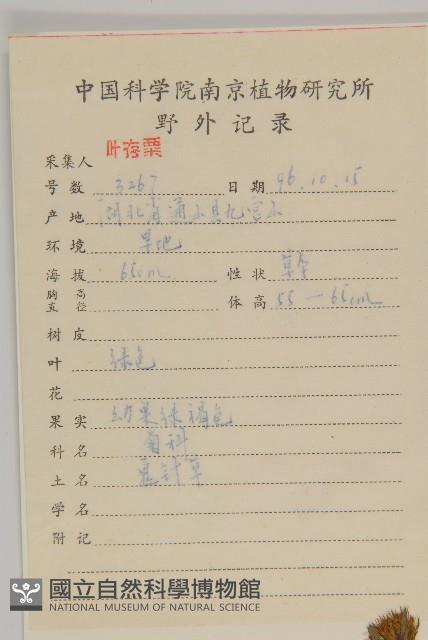 中国科学院南京植物研究所
野外记录
采集人 叶存栗
号数 3267 日期 96.10.15
产地 湖北省通山县九宫山
环境 旱地
海拔 650m 性状 草本
胸高直径 体高 55—65cm
树皮
叶 绿色
花
果实 幼果绿褐色
科名 菊科
土名 鬼针草
学名
附记
國立自然科學博物館
NATIONAL MUSEUM OF NATURAL SCIENCE